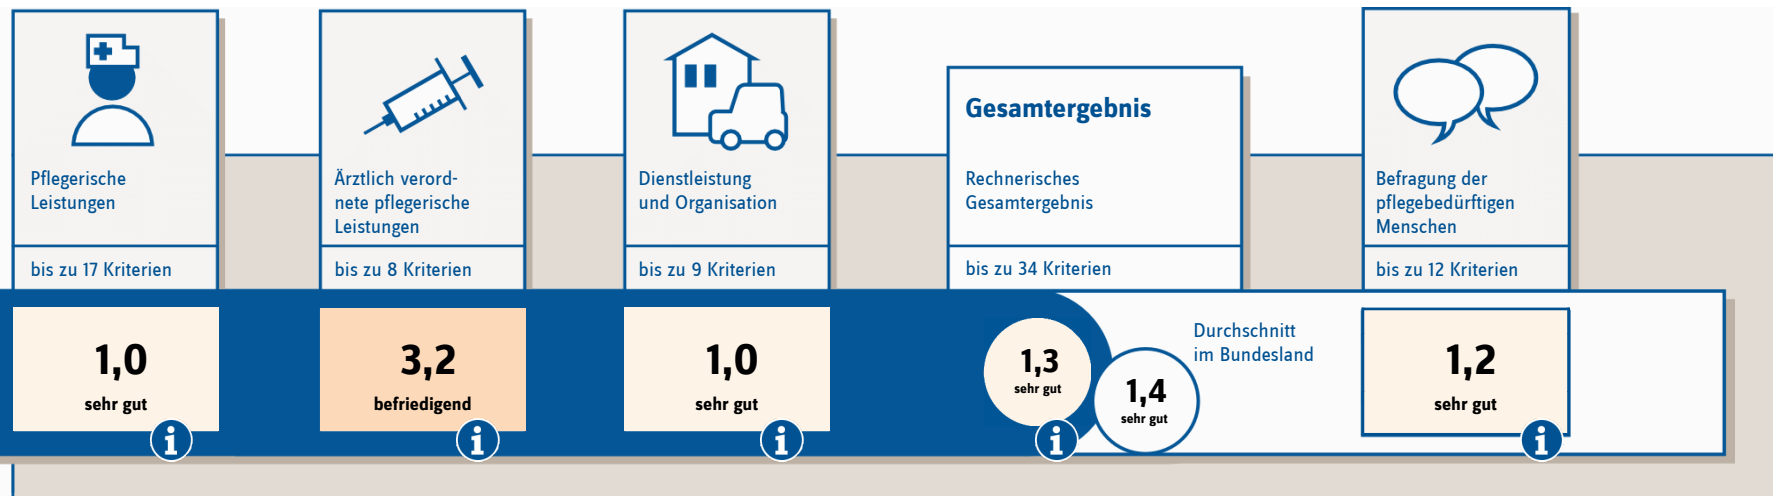 Pflegerische
Leistungen
bis zu 17 Kriterien
1,0
sehr gut
i
Ärztlich verord-
nete pflegerische
Leistungen
bis zu 8 Kriterien
3,2
befriedigend
i
Dienstleistung
und Organisation
bis zu 9 Kriterien
1,0
sehr gut
i
Gesamtergebnis
Rechnerisches
Gesamtergebnis
bis zu 34 Kriterien
1,3
sehr gut
i
Durchschnitt
im Bundesland
1,4
sehr gut
Befragung der
pflegebedürftigen
Menschen
bis zu 12 Kriterien
1,2
sehr gut
i